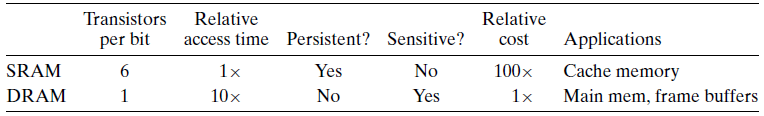 Transistors per bit Relative access time Persistent? Sensitive? Relative cost Applications
SRAM 6 1× Yes No 100× Cache memory
DRAM 1 10× No Yes 1× Main mem, frame buffers